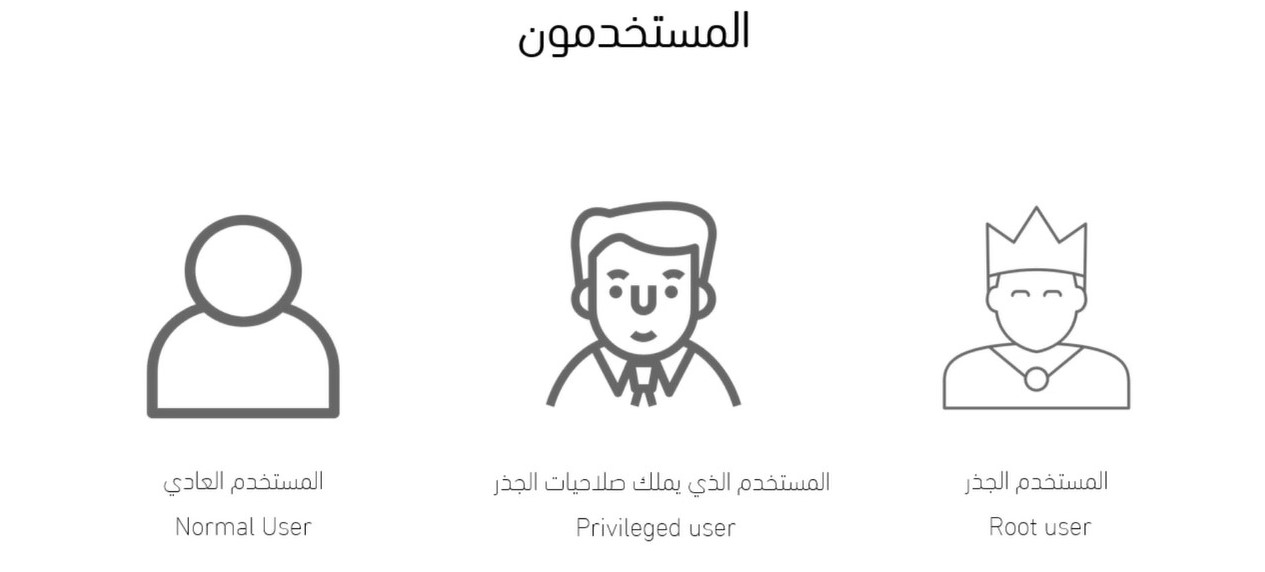 المستخدمون
المستخدم الجذر
Root user
المستخدم الذي يملك صلاحيات الجذر
Privileged user
المستخدم العادي
Normal User